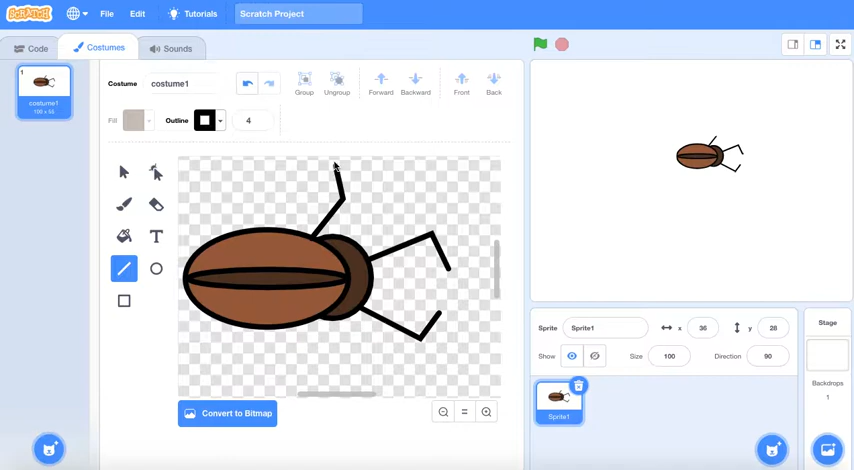 SCRATCH File Edit Tutorials Scratch Project
Code Costumes Sounds
1
costume1
100 x 55
Costume costume1 Group Ungroup Forward Backward Front Back
Fill Outline 4
T
Convert to Bitmap
=
Sprite Sprite1 x 36 y 28
Show Size 100 Direction 90
Sprite1
Stage
Backdrops
1